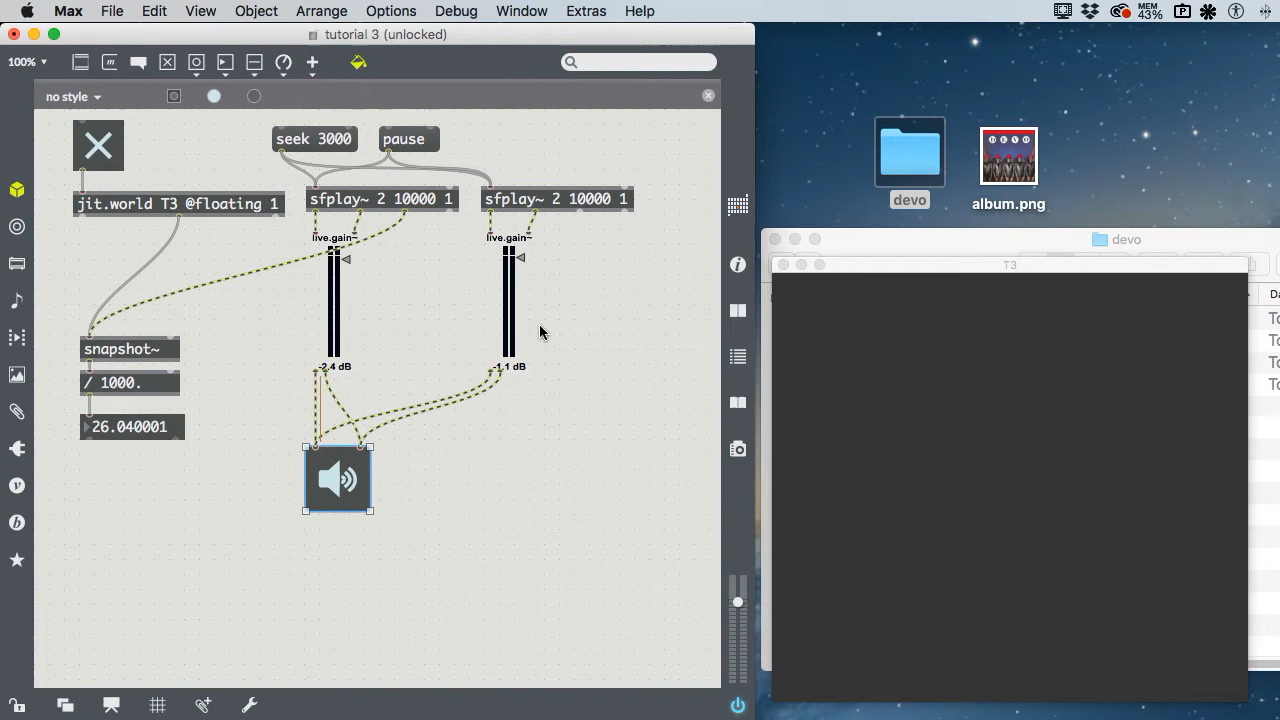 Max File Edit View Object Arrange Options Debug Window Extras Help
MEM
43%
tutorial 3 (unlocked)
100%
no style
seek 3000
pause
jit.world T3 @floating 1
sfplay~ 2 10000 1
sfplay~ 2 10000 1
live.gain~
live.gain~
-2.4 dB
-1.1 dB
snapshot~
/ 1000.
26.040001
devo
album.png
devo
T3